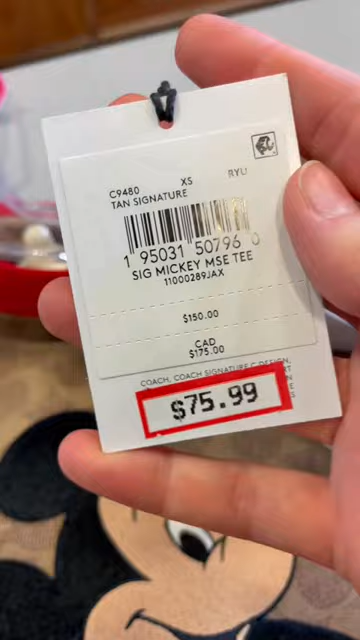 C9480 XS RYU
TAN SIGNATURE
1 95031 50796 0
SIG MICKEY MSE TEE
11000289JAX
$150.00
CAD
$175.00
COACH, COACH SIGNATURE C DESIGN,
$75.99